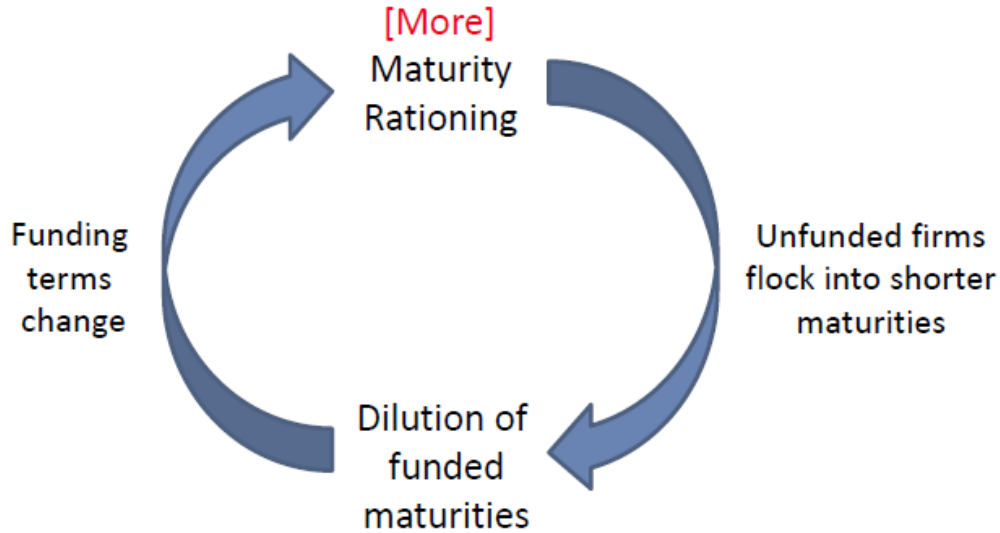 [More]
Maturity
Rationing
Funding
terms
change
Unfunded firms
flock into shorter
maturities
Dilution of
funded
maturities